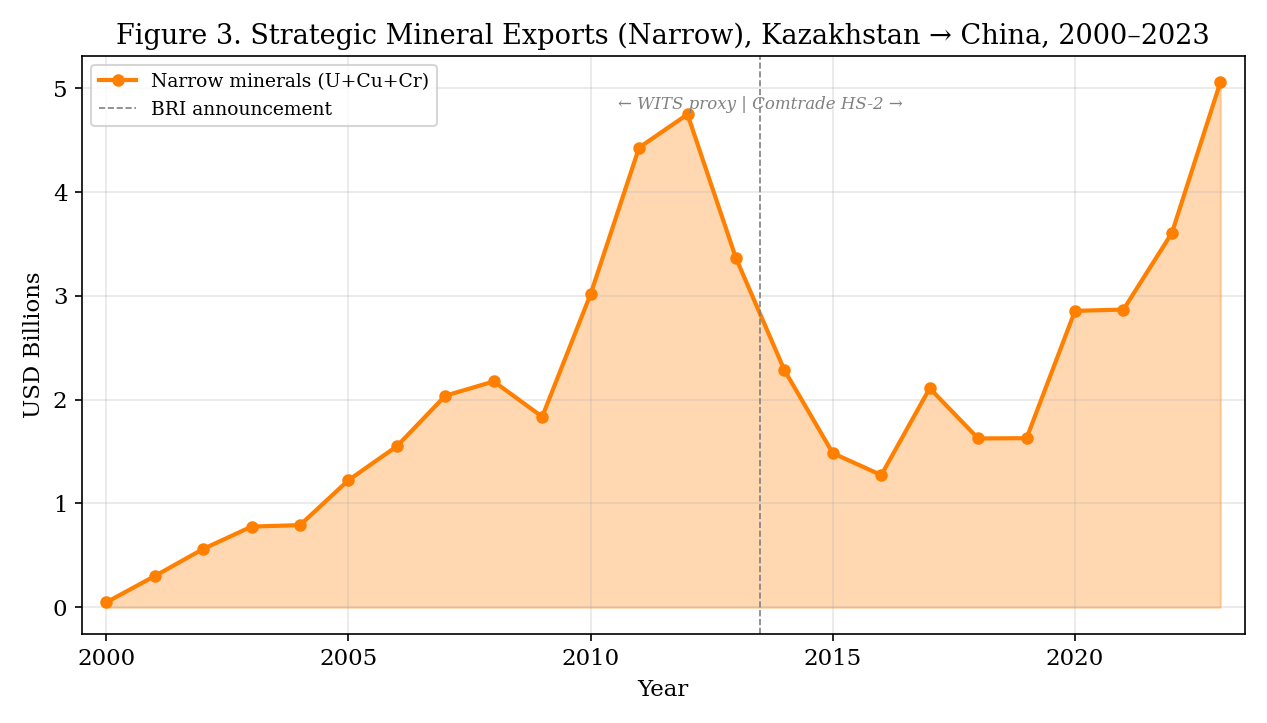 Figure 3. Strategic Mineral Exports (Narrow), Kazakhstan → China, 2000–2023
Narrow minerals (U+Cu+Cr)
BRI announcement
← WITS proxy | Comtrade HS-2 →
USD Billions
5
4
3
2
1
0
2000
2005
2010
2015
2020
Year